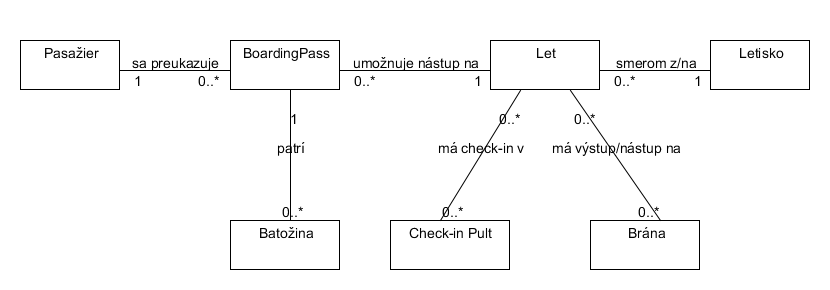 Pasažier
sa preukazuje
1
0..*
BoardingPass
umožnuje nástup na
0..*
1
Let
smerom z/na
0..*
1
Letisko
1
patrí
0..*
Batožina
0..*
má check-in v
0..*
Check-in Pult
0..*
má výstup/nástup na
0..*
Brána